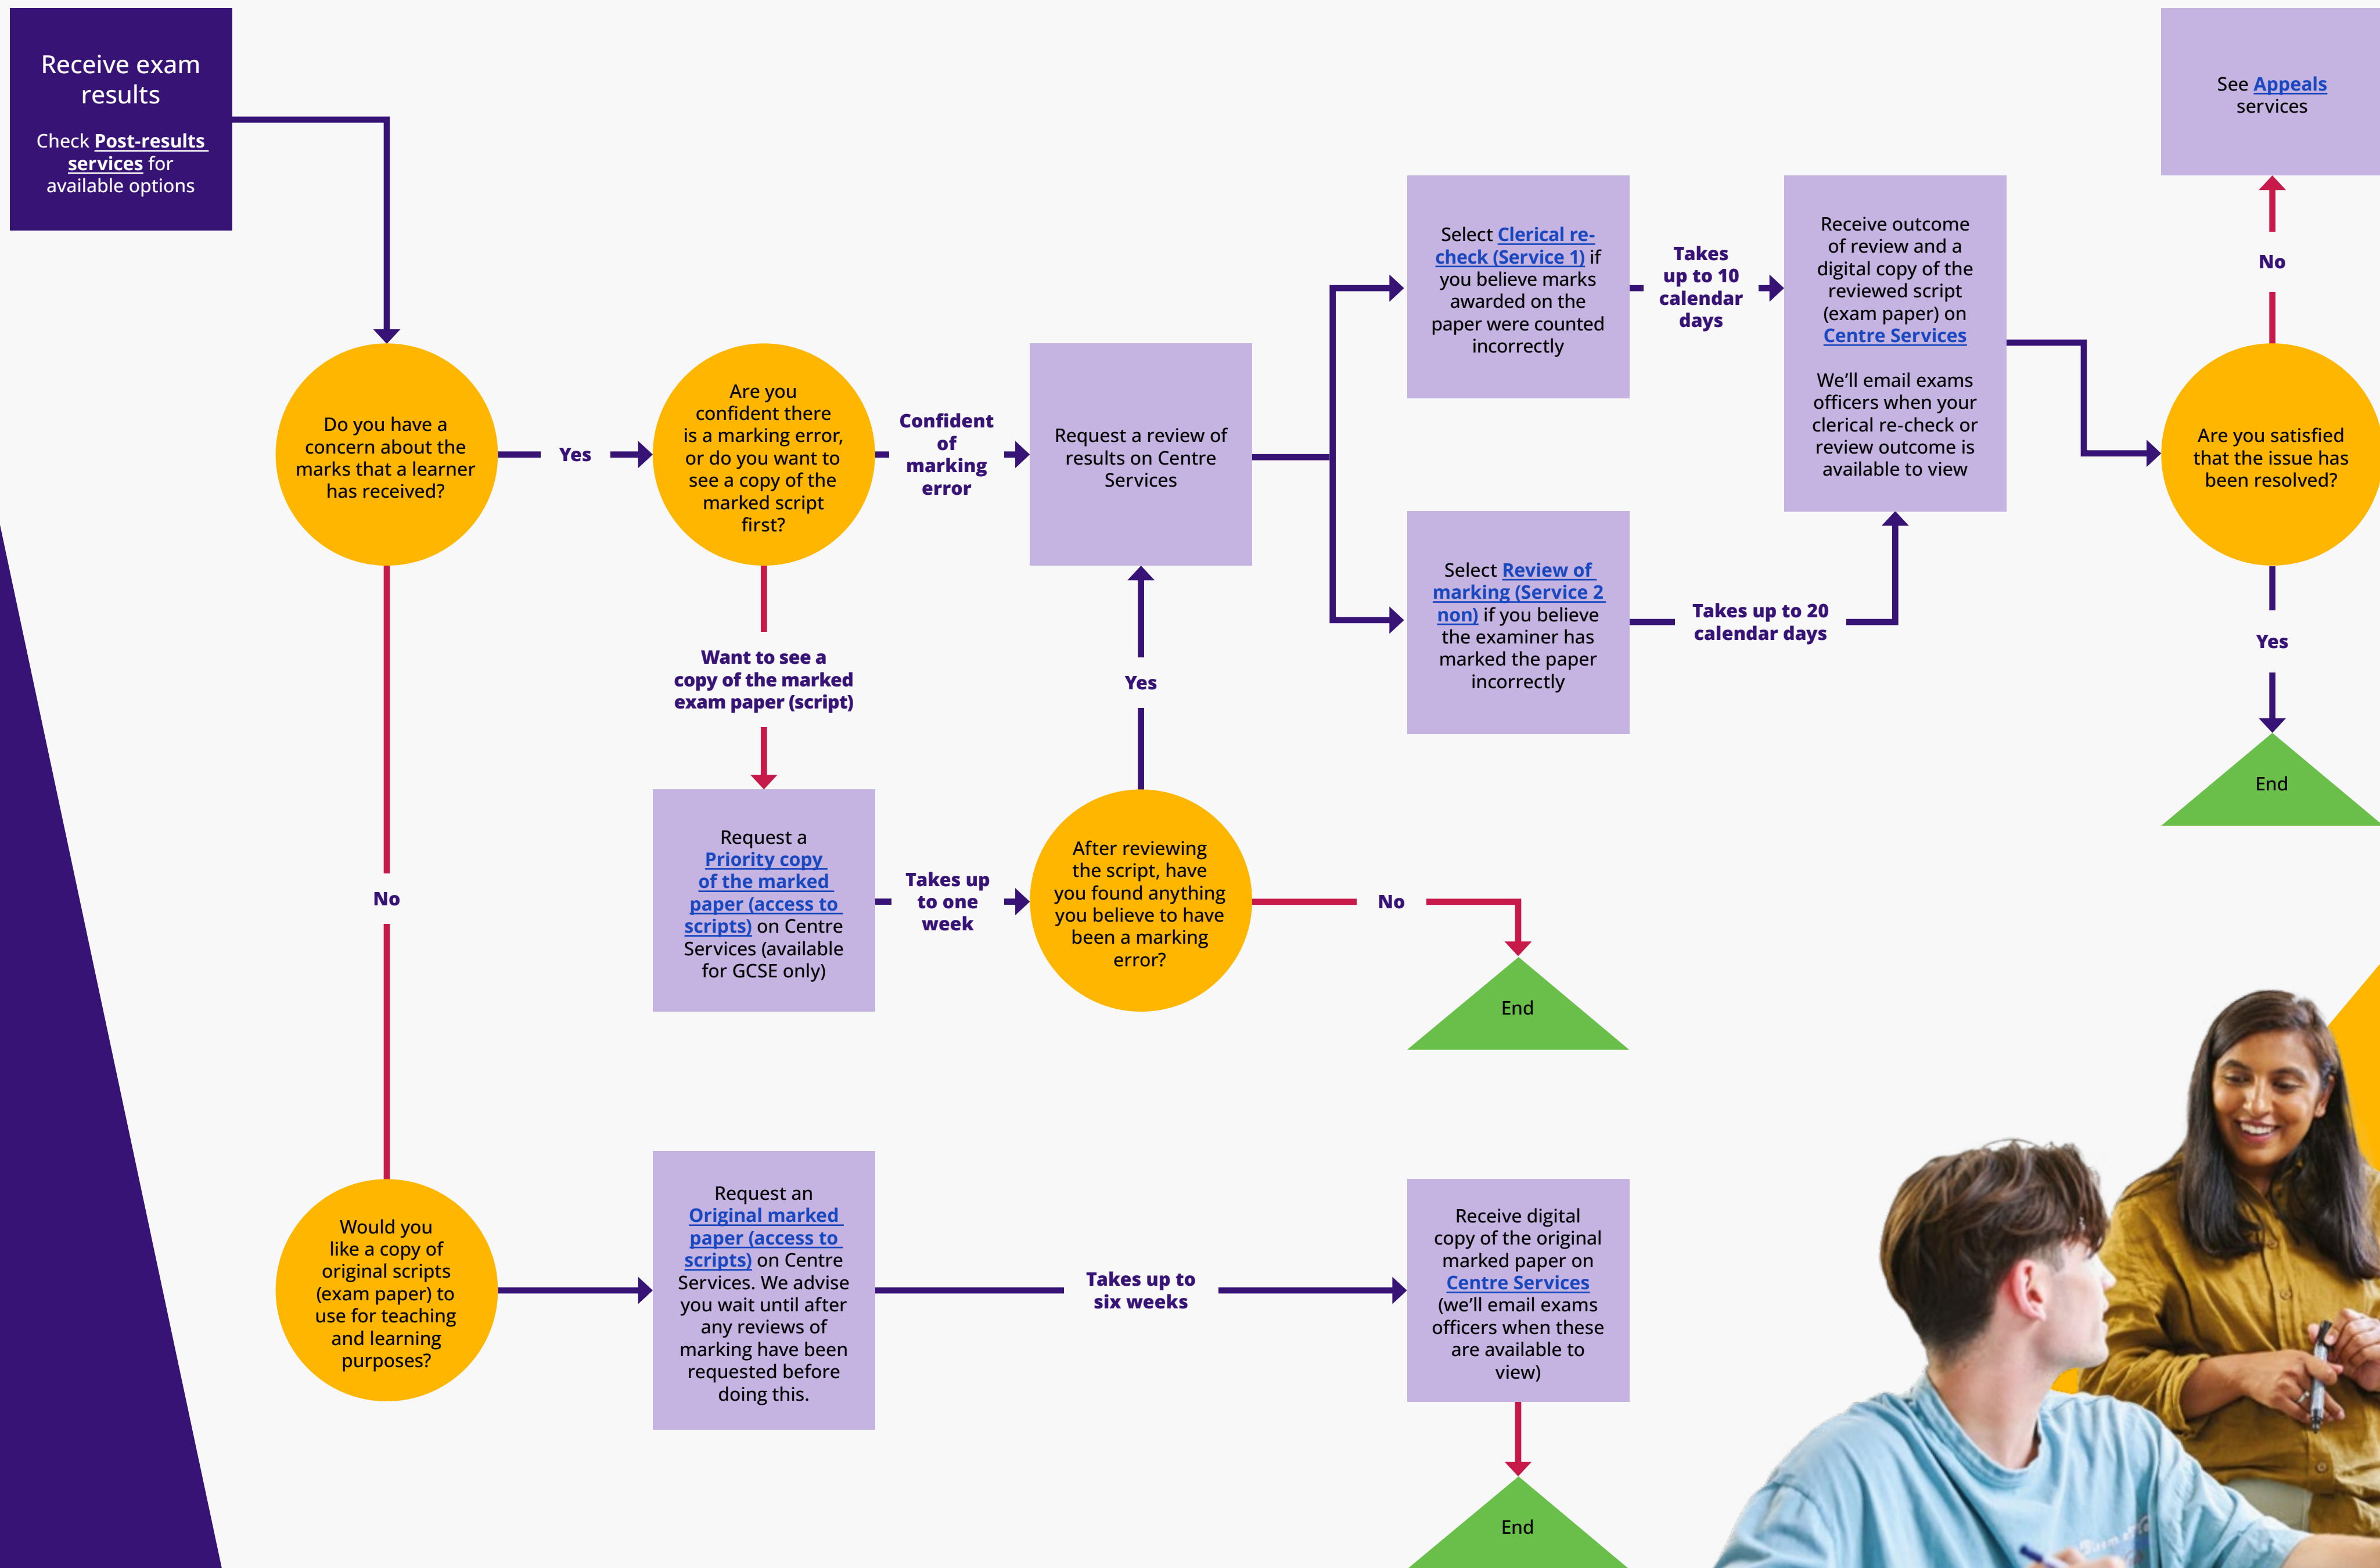 Receive exam
results
Check Post-results
services for
available options
See Appeals
services
Do you have a
concern about the
marks that a learner
has received?
Yes
Are you
confident there
is a marking error,
or do you want to
see a copy of the
marked script
first?
Confident
of
marking
error
Request a review of
results on Centre
Services
Select Clerical re-
check (Service 1) if
you believe marks
awarded on the
paper were counted
incorrectly
Takes
up to 10
calendar
days
Receive outcome
of review and a
digital copy of the
reviewed script
(exam paper) on
Centre Services
We’ll email exams
officers when your
clerical re-check or
review outcome is
available to view
No
Are you satisfied
that the issue has
been resolved?
Select Review of
marking (Service 2
non) if you believe
the examiner has
marked the paper
incorrectly
Takes up to 20
calendar days
Yes
End
Want to see a
copy of the marked
exam paper (script)
Yes
Request a
Priority copy
of the marked
paper (access to
scripts) on Centre
Services (available
for GCSE only)
Takes up
to one
week
After reviewing
the script, have
you found anything
you believe to have
been a marking
error?
No
End
No
Would you
like a copy of
original scripts
(exam paper) to
use for teaching
and learning
purposes?
Request an
Original marked
paper (access to
scripts) on Centre
Services. We advise
you wait until after
any reviews of
marking have been
requested before
doing this.
Takes up to
six weeks
Receive digital
copy of the original
marked paper on
Centre Services
(we’ll email exams
officers when these
are available to
view)
End